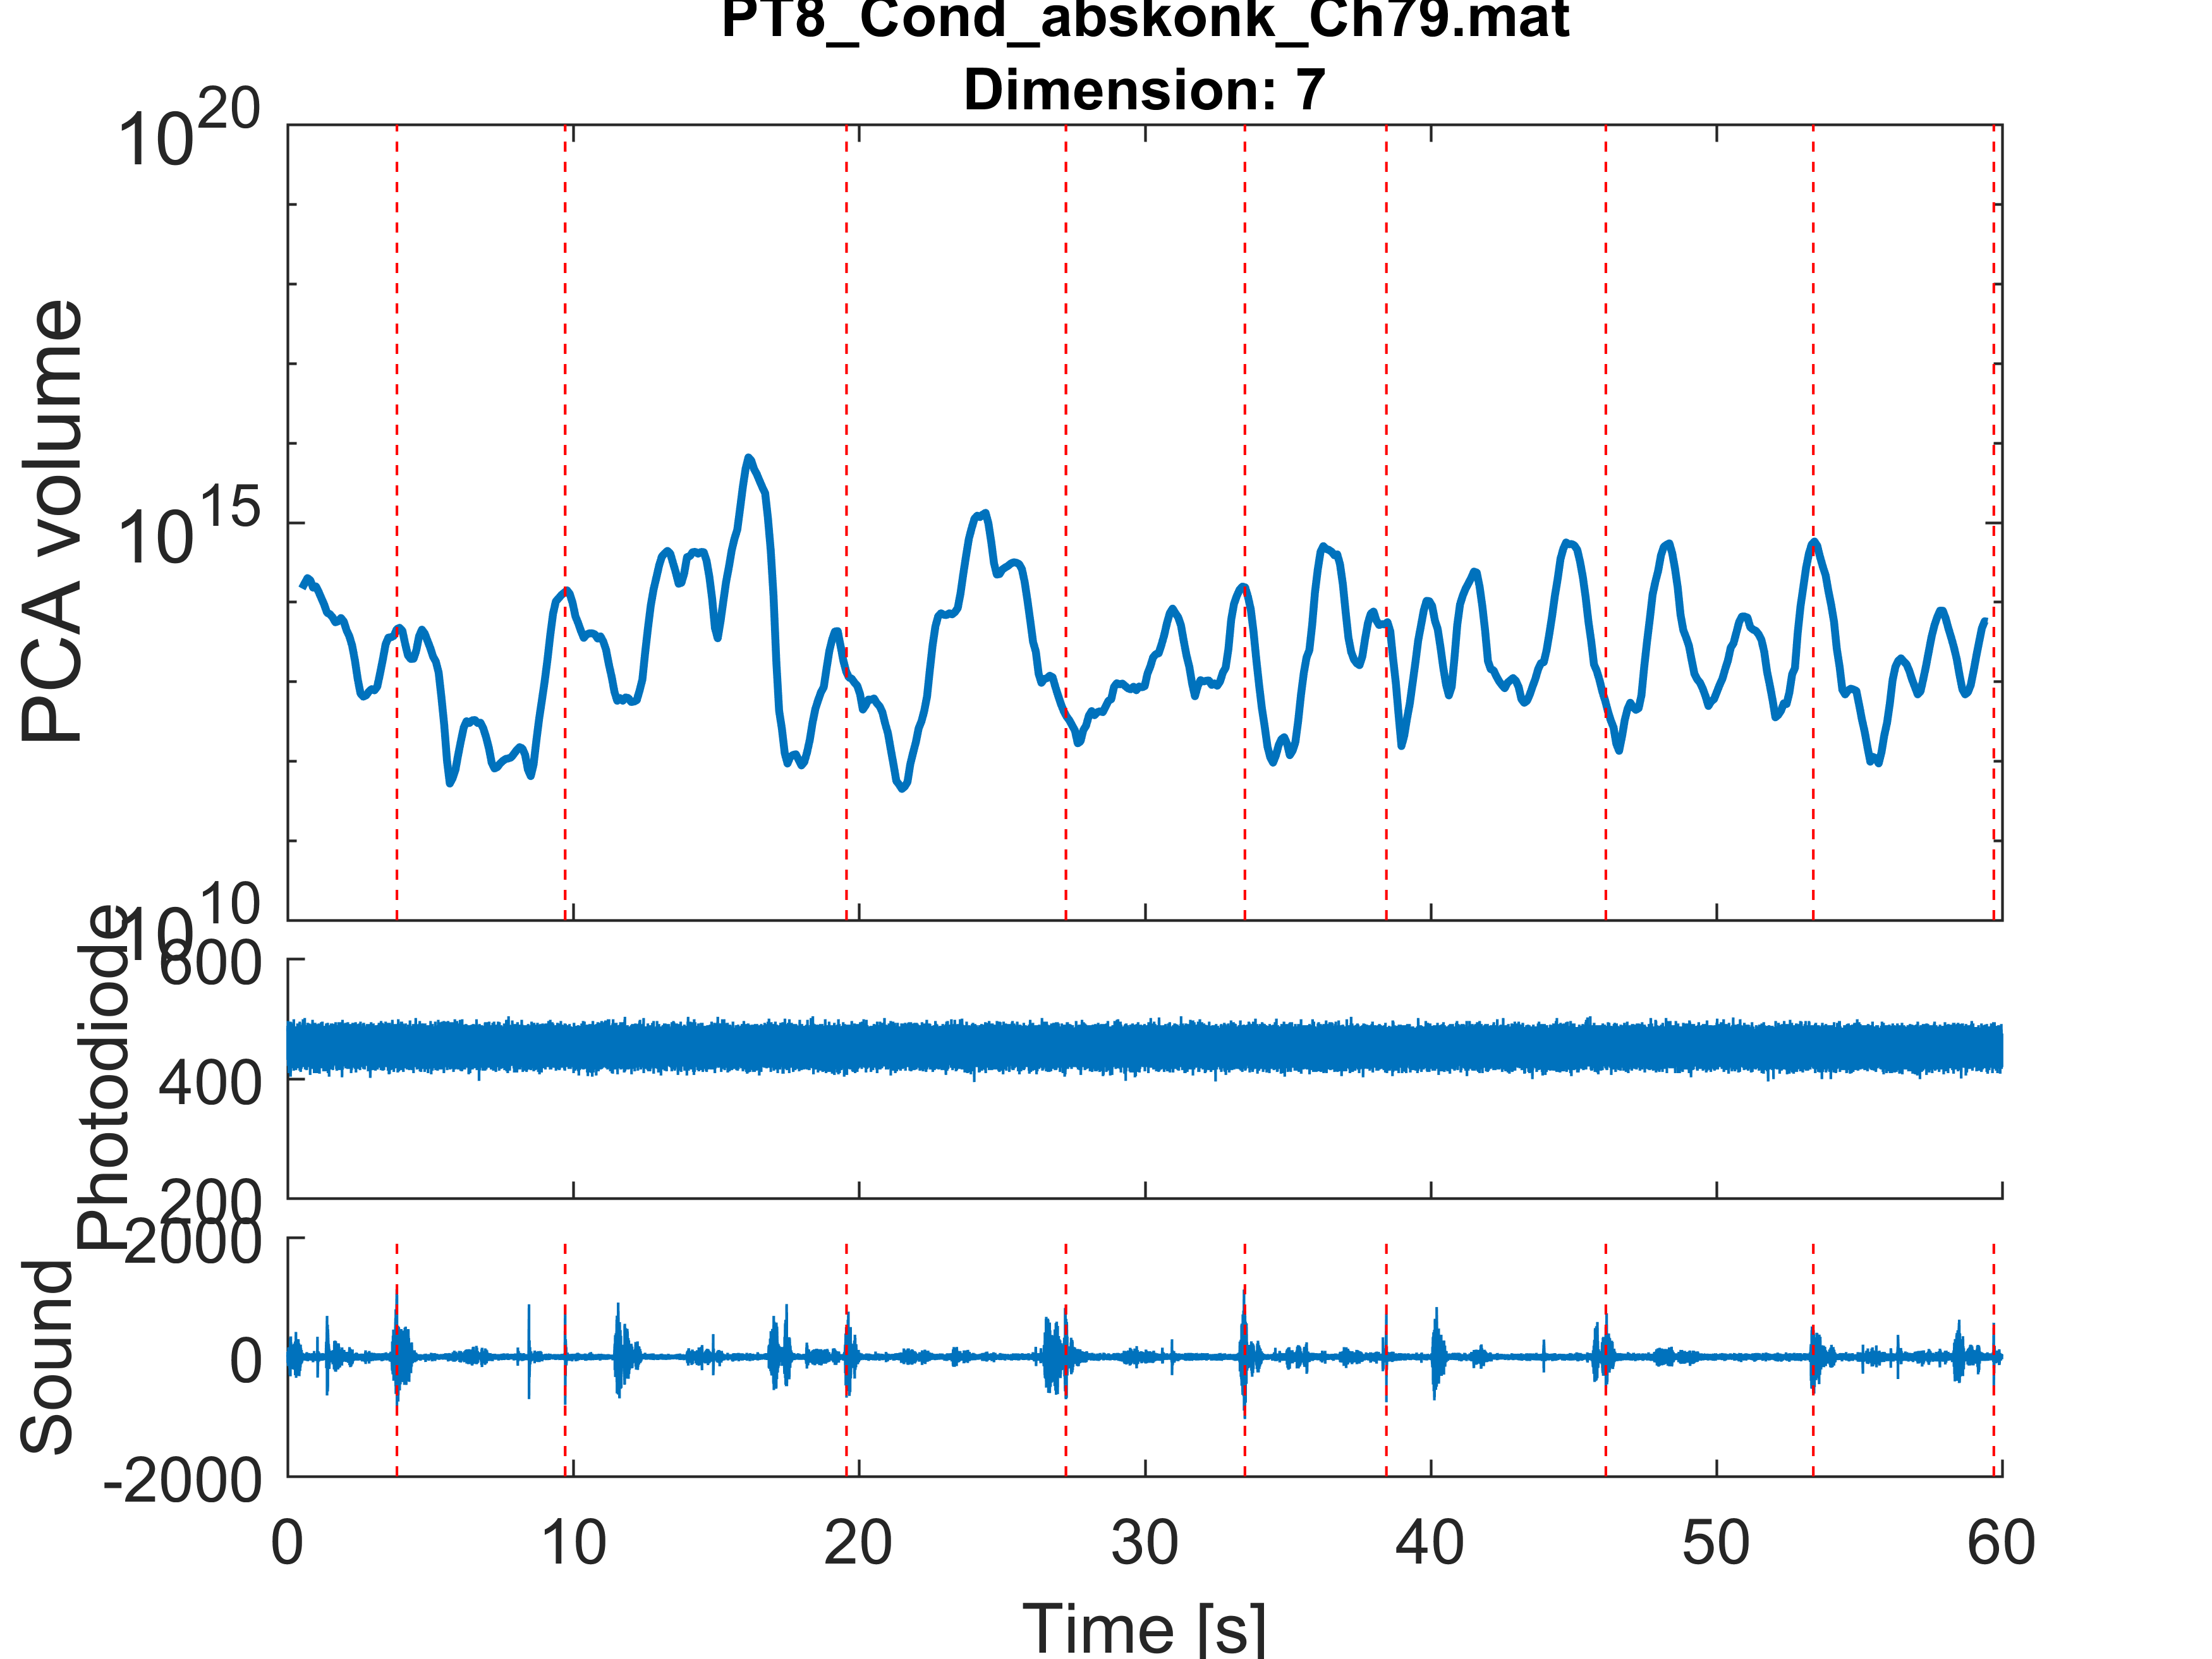 PT8_Cond_abskonk_Ch79.mat
Dimension: 7
PCA volume
10^20
10^15
10^10
Photodiode
600
400
200
Sound
2000
0
-2000
0 10 20 30 40 50 60
Time [s]